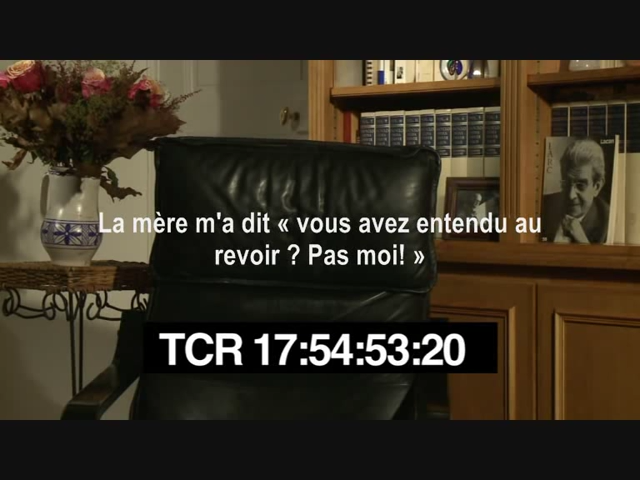 La mère m'a dit « vous avez entendu au
revoir ? Pas moi! »
TCR 17:54:53:20